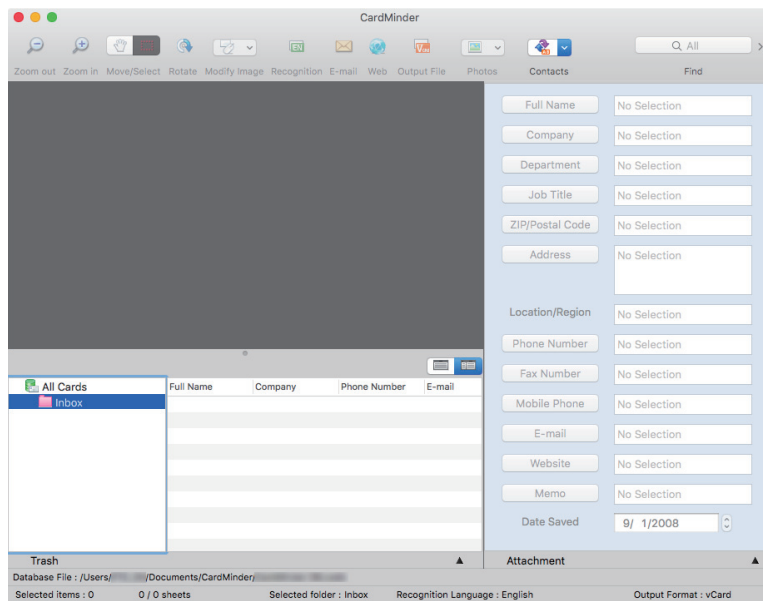 CardMinder
EN
All
Zoom out Zoom in Move/Select Rotate Modify Image Recognition E-mail Web Output File Photos Contacts Find
Full Name No Selection
Company No Selection
Department No Selection
Job Title No Selection
ZIP/Postal Code No Selection
Address No Selection
Location/Region No Selection
Phone Number No Selection
Fax Number No Selection
Mobile Phone No Selection
E-mail No Selection
Website No Selection
Memo No Selection
Date Saved 9/ 1/2008
All Cards Full Name Company Phone Number E-mail
Inbox
Trash Attachment
Database File : /Users/ /Documents/CardMinder/
Selected items : 0 0 / 0 sheets Selected folder : Inbox Recognition Language : English Output Format : vCard